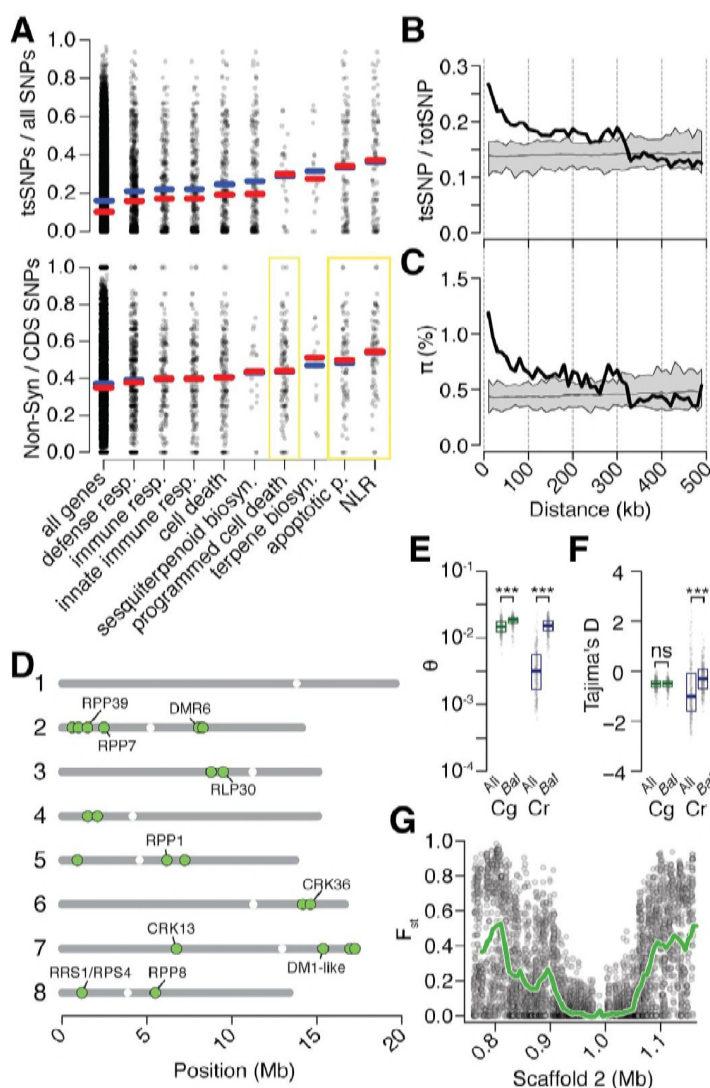 A
tsSNPs / all SNPs
1.0
0.8
0.6
0.4
0.2
0.0
Non-Syn / CDS SNPs
1.0
0.8
0.6
0.4
0.2
0.0
all genes
defense resp.
immune resp.
innate immune resp.
cell death
sesquiterpenoid biosyn.
programmed cell death
terpene biosyn.
apoptotic p.
NLR
B
tsSNP / totSNP
0.3
0.2
0.1
0.0
C
π (%)
1.5
1.0
0.5
0.0
0
100
200
300
400
500
Distance (kb)
D
1
2
RPP39
RPP7
DMR6
3
RLP30
4
5
RPP1
6
CRK36
7
CRK13
DM1-like
8
RRS1/RPS4
RPP8
0
5
10
15
20
Position (Mb)
E
θ
10-1
10-2
10-3
10-4
***
***
All
Bal
All
Bal
Cg
Cr
F
Tajima's D
4
2
0
−2
−4
ns
***
All
Bal
All
Bal
Cg
Cr
G
Fst
1.0
0.8
0.6
0.4
0.2
0.0
0.8
0.9
1.0
1.1
Scaffold 2 (Mb)